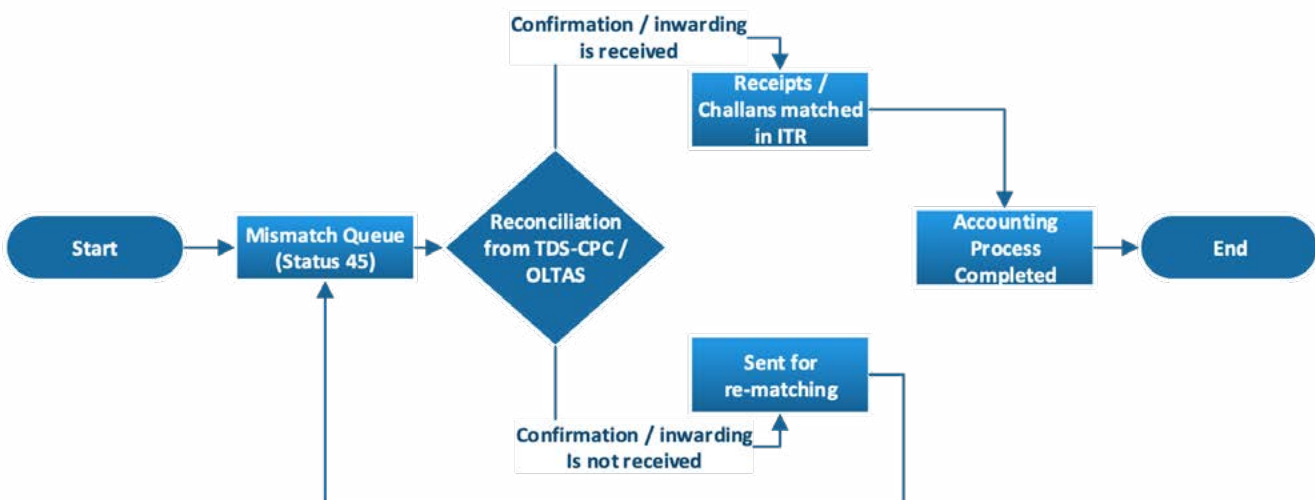 Confirmation / inwarding
is received
Receipts /
Challans matched
in ITR
Start
Mismatch Queue
(Status 45)
Reconciliation
from TDS-CPC /
OLTAS
Accounting
Process
Completed
End
Sent for
re-matching
Confirmation / inwarding
Is not received